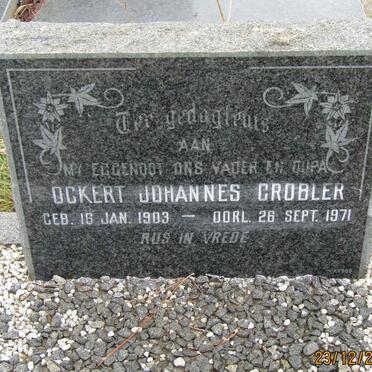 Ter gedagtenis
AAN
MY EGGENOOT ONS VADER EN OUPA
OCKERT JOHANNES GROBLER
GEB. 16 JAN. 1903 — OORL. 26 SEPT. 1971
RUS IN VREDE
23/12/2